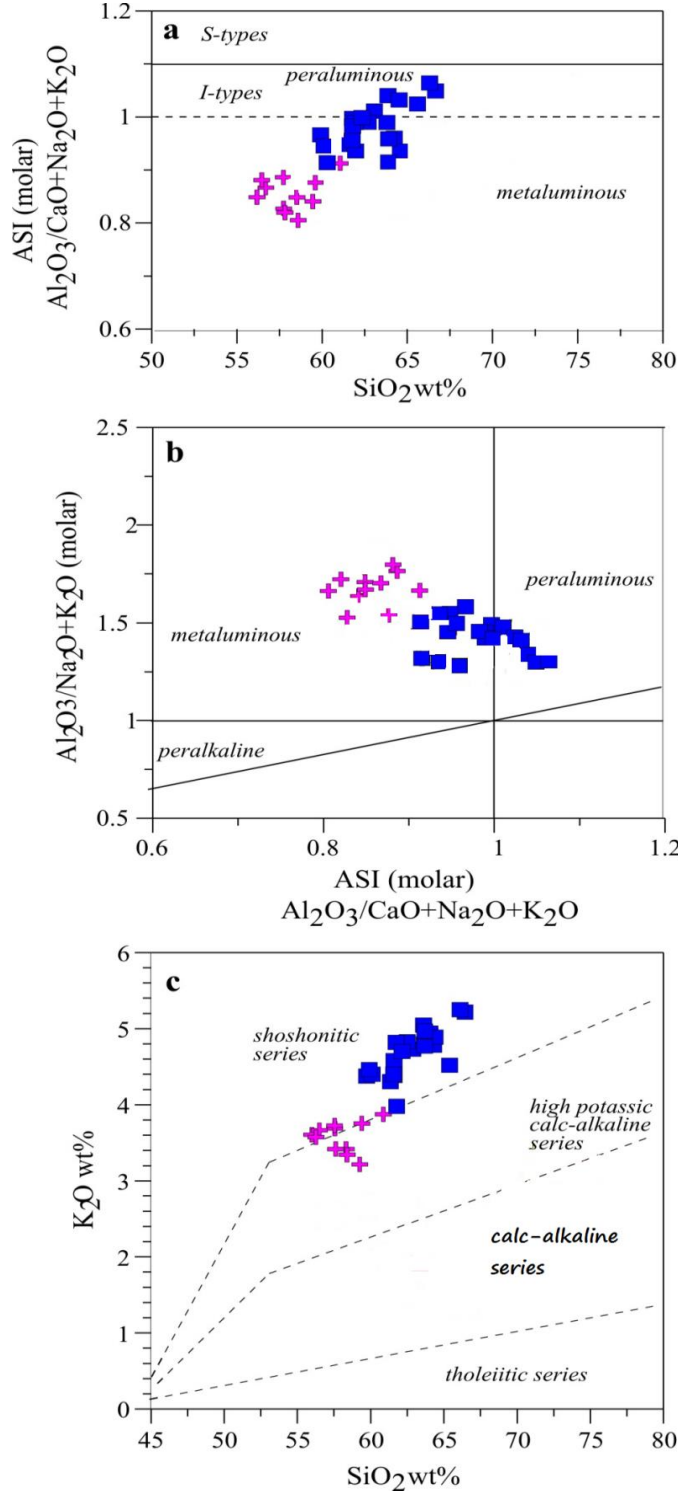 a
S-types
peraluminous
I-types
metaluminous
ASI (molar)
Al₂O₃/CaO+Na₂O+K₂O
1.2
1
0.8
0.6
50 55 60 65 70 75 80
SiO₂ wt%
b
peraluminous
metaluminous
peralkaline
Al₂O3/Na₂O+K₂O (molar)
2.5
2
1.5
1
0.5
0.6 0.8 1 1.2
ASI (molar)
Al₂O₃/CaO+Na₂O+K₂O
c
shoshonitic
series
high potassic
calc-alkaline
series
calc-alkaline
series
tholeiitic series
K₂O wt%
6
5
4
3
2
1
0
45 50 55 60 65 70 75 80
SiO₂ wt%